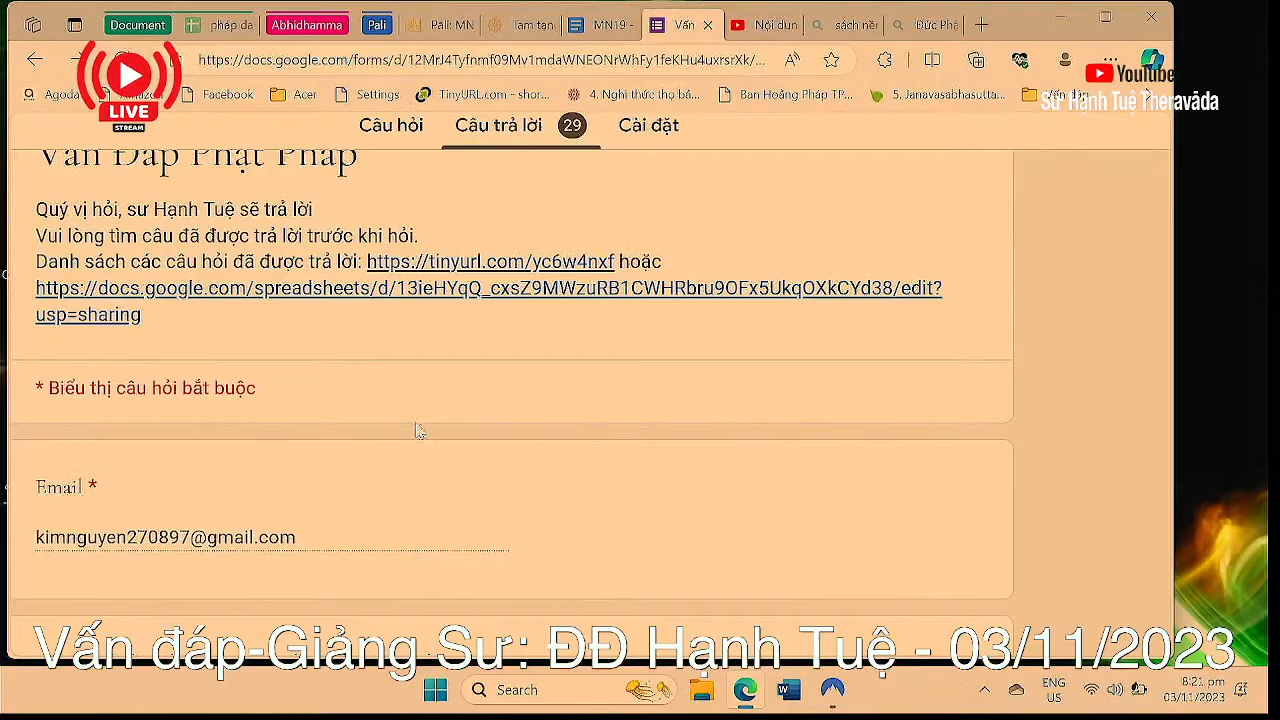 Document
pháp đa
Abhidhamma
Pali
Pali: MN
Tam tạn
MN19 -
Vấn
Nội dun
sách nề
Đức Phậ
https://docs.google.com/forms/d/12MrJ4Tyfnmf09Mv1mdaWNEONrWhFy1feKHu4uxrsrXk/...
YouTube
Sư Hạnh Tuệ Theravāda
LIVE
STREAM
Agoda
Amazon
Facebook
Acer
Settings
TinyURL.com - shor...
4. Nghi thức thọ bá...
Ban Hoằng Pháp TP...
5. Janavasabhasutta...
Câu hỏi
Câu trả lời
29
Cài đặt
Vấn Đáp Phật Pháp
Quý vị hỏi, sư Hạnh Tuệ sẽ trả lời
Vui lòng tìm câu đã được trả lời trước khi hỏi.
Danh sách các câu hỏi đã được trả lời: https://tinyurl.com/yc6w4nxf hoặc
https://docs.google.com/spreadsheets/d/13ieHYqQ_cxsZ9MWzuRB1CWHRbru9OFx5UkqOXkCYd38/edit?
usp=sharing
* Biểu thị câu hỏi bắt buộc
Email *
kimnguyen270897@gmail.com
Vấn đáp-Giảng Sư: ĐĐ Hạnh Tuệ - 03/11/2023
Search
ENG
US
8:21 pm
03/11/2023